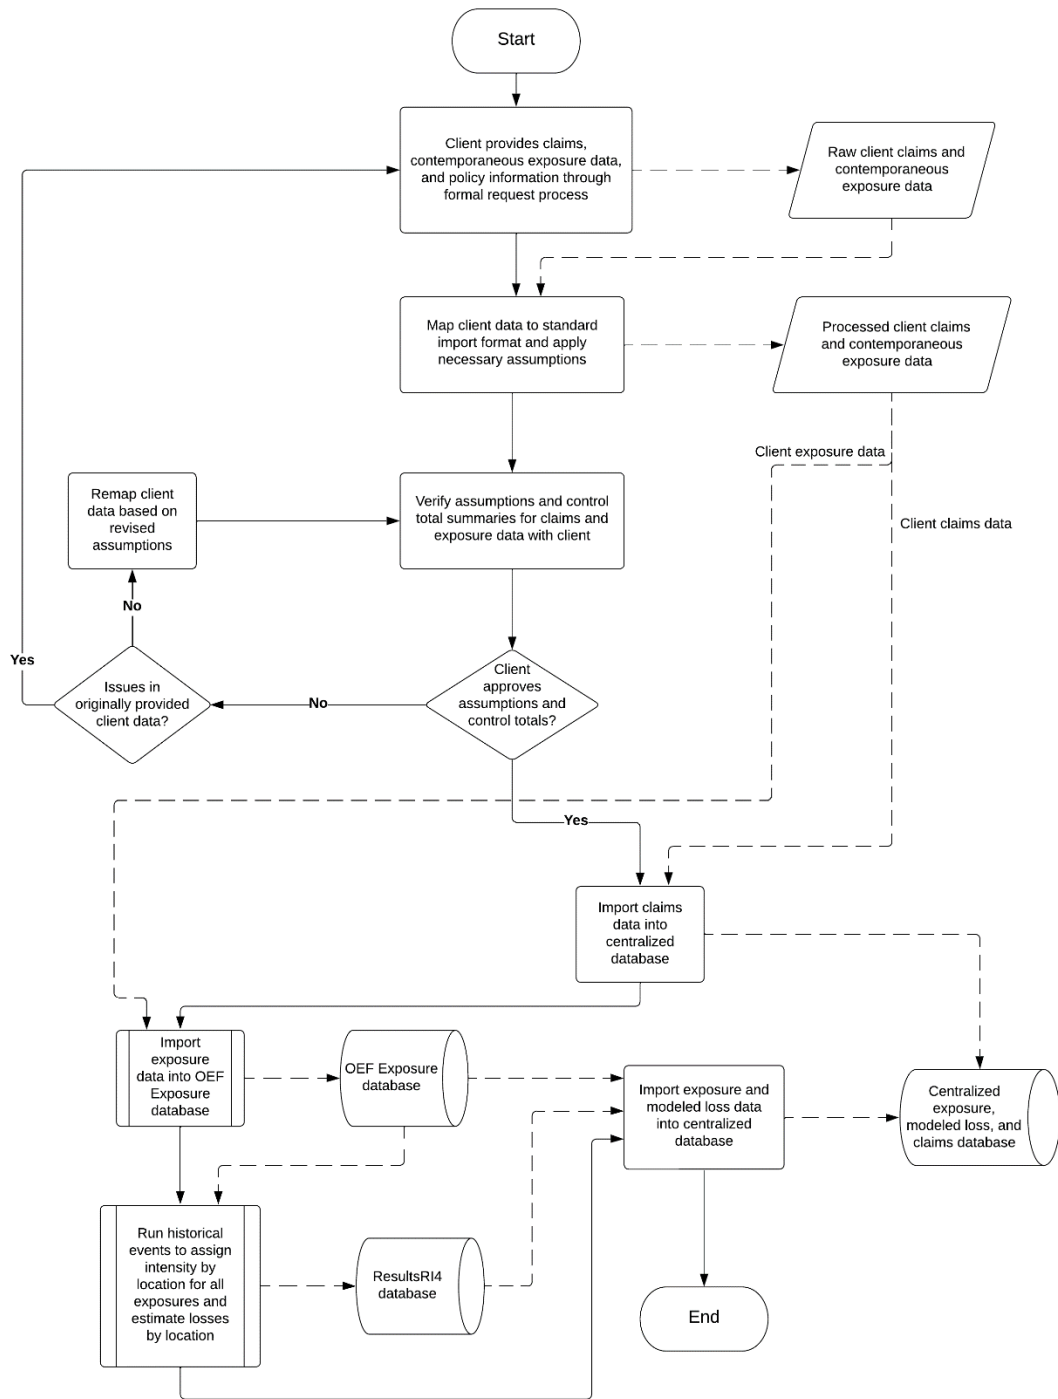 Start
Client provides claims,
contemporaneous exposure data,
and policy information through
formal request process
Raw client claims and
contemporaneous
exposure data
Map client data to standard
import format and apply
necessary assumptions
Processed client claims
and contemporaneous
exposure data
Client exposure data
Client claims data
Remap client
data based on
revised
assumptions
Verify assumptions and control
total summaries for claims and
exposure data with client
No
Yes
Issues in
originally provided
client data?
No
Client
approves
assumptions and
control totals?
Yes
Import claims
data into
centralized
database
Import
exposure
data into OEF
Exposure
database
OEF Exposure
database
Import exposure and
modeled loss data
into centralized
database
Centralized
exposure,
modeled loss, and
claims database
Run historical
events to assign
intensity by
location for all
exposures and
estimate losses
by location
ResultsRI4
database
End